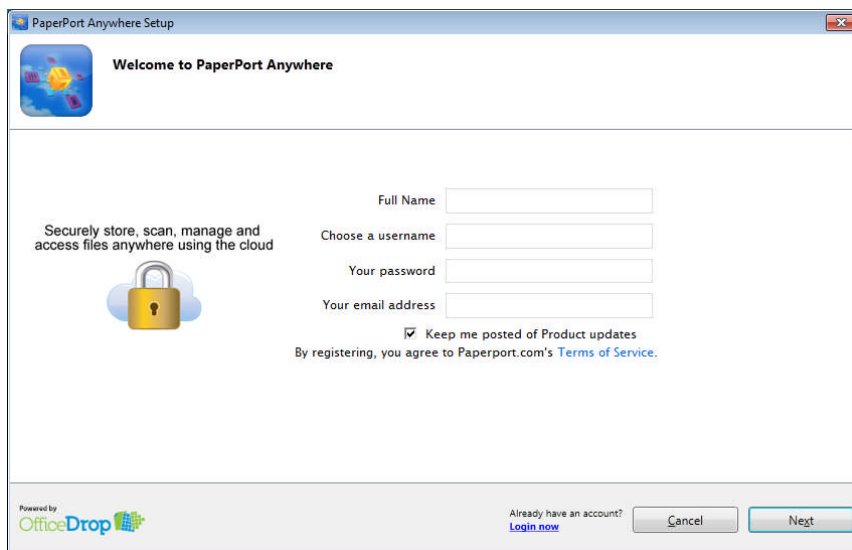 PaperPort Anywhere Setup
Welcome to PaperPort Anywhere
Full Name
Securely store, scan, manage and
access files anywhere using the cloud
Choose a username
Your password
Your email address
Keep me posted of Product updates
By registering, you agree to Paperport.com's Terms of Service.
Powered by
OfficeDrop
Already have an account?
Login now
Cancel
Next